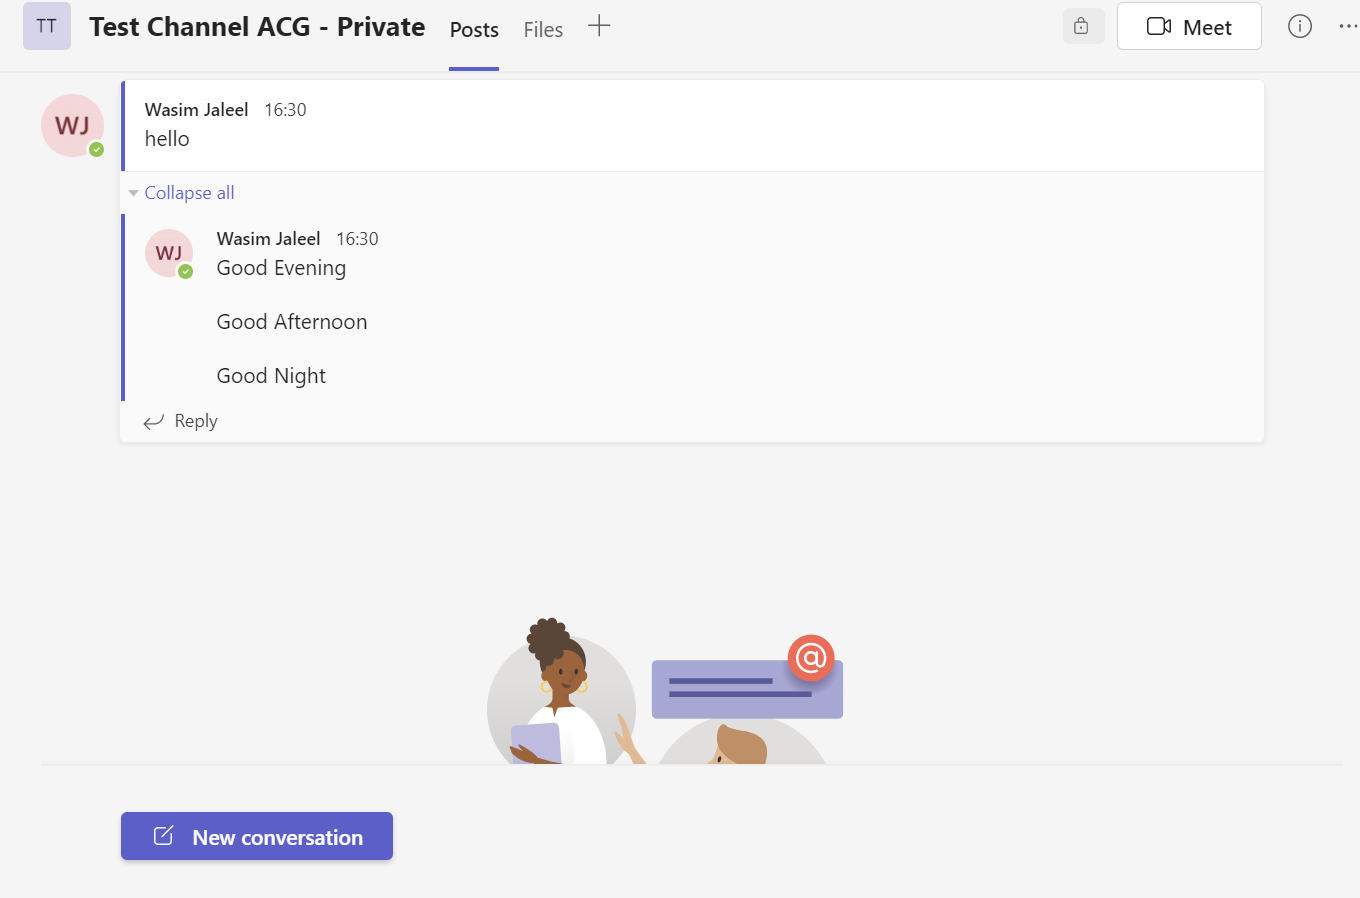 TT
Test Channel ACG - Private
Posts
Files
Meet
WJ
Wasim Jaleel 16:30
hello
Collapse all
WJ
Wasim Jaleel 16:30
Good Evening
Good Afternoon
Good Night
Reply
@
New conversation